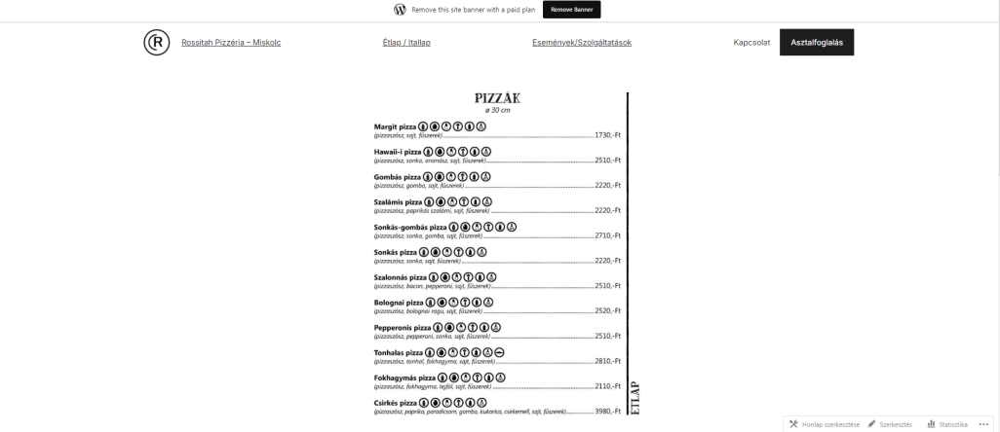 Remove this site banner with a paid plan Remove Banner
Rossitah Pizzéria – Miskolc Étlap / Itallap Események/Szolgáltatások Kapcsolat Asztalfoglalás
PIZZÁK
ø 30 cm
Margit pizza
(pizzaszósz, sajt, fűszerek) 1730,-Ft
Hawaii-i pizza
(pizzaszósz, sonka, ananász, sajt, fűszerek) 2510,-Ft
Gombás pizza
(pizzaszósz, gomba, sajt, fűszerek) 2220,-Ft
Szalámis pizza
(pizzaszósz, paprikás szalámi, sajt, fűszerek) 2220,-Ft
Sonkás-gombás pizza
(pizzaszósz, sonka, gomba, sajt, fűszerek) 2710,-Ft
Sonkás pizza
(pizzaszósz, sonka, sajt, fűszerek) 2220,-Ft
Szalonnás pizza
(pizzaszósz, bacon, pepperoni, sajt, fűszerek) 2510,-Ft
Bolognai pizza
(pizzaszósz, bolognai ragu, sajt, fűszerek) 2520,-Ft
Pepperonis pizza
(pizzaszósz, pepperoni, sonka, sajt, fűszerek) 2510,-Ft
Tonhalas pizza
(pizzaszósz, tonhal, fokhagyma, sajt, fűszerek) 2810,-Ft
Fokhagymás pizza
(pizzaszósz, fokhagyma, tejföl, sajt, fűszerek) 2110,-Ft
Csirkés pizza
(pizzaszósz, paprika, paradicsom, gomba, kukorica, csirkemell, sajt, fűszerek) 3980,-Ft
ÉTLAP
Honlap szerkesztése Szerkesztés Statisztika